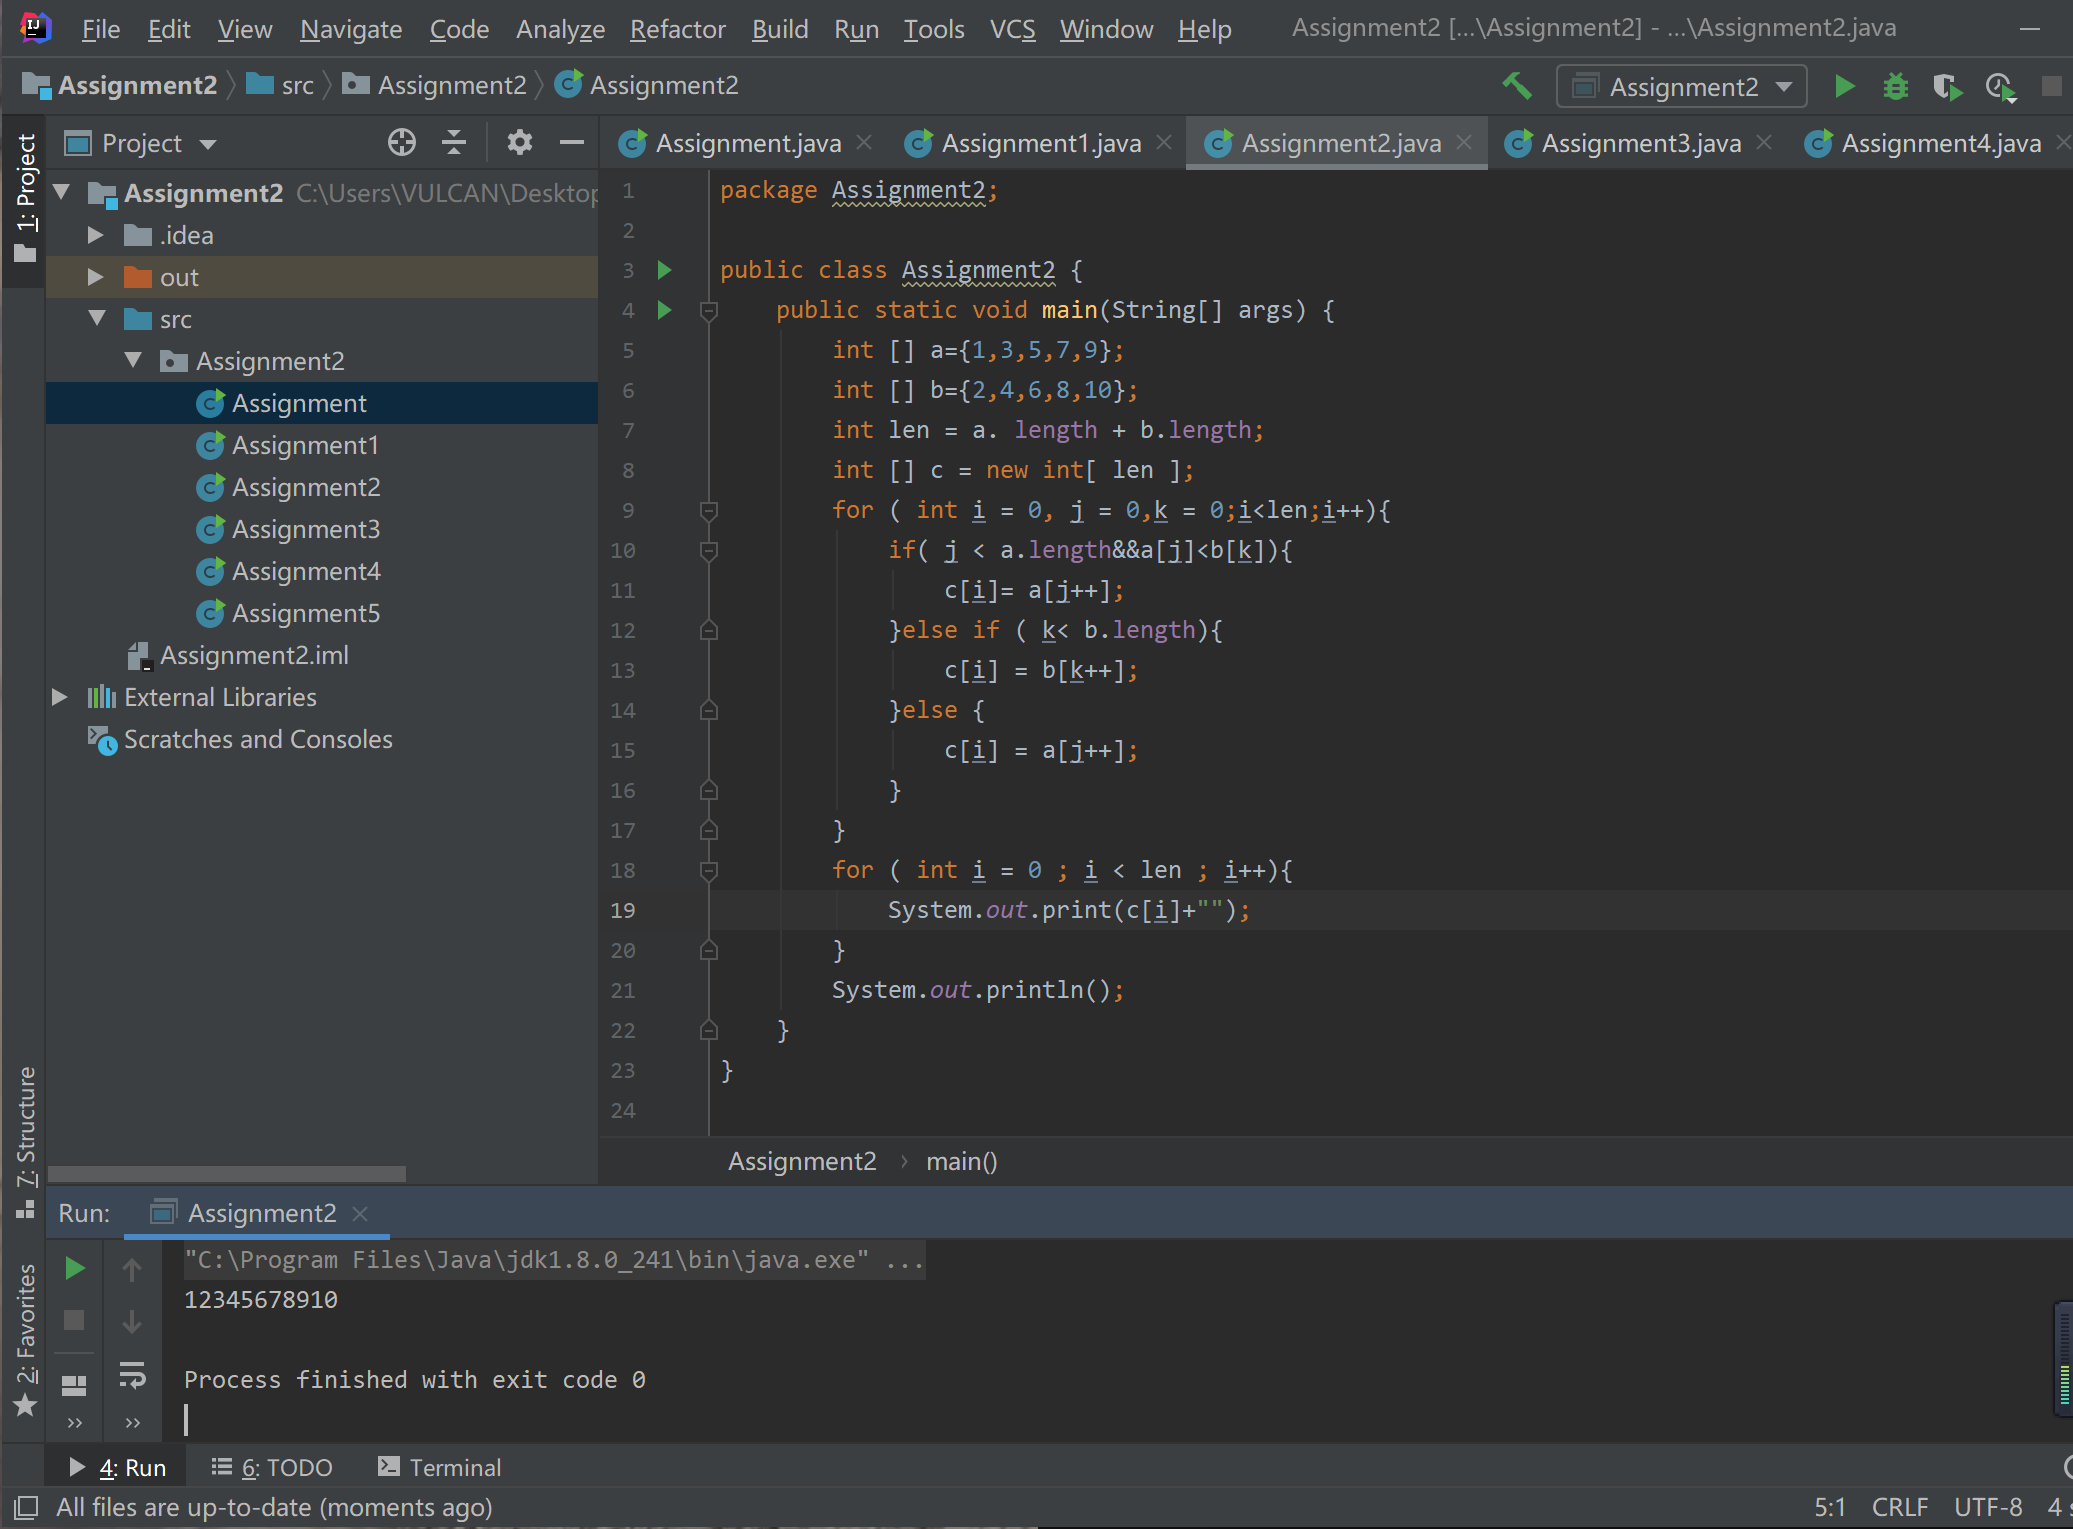 File Edit View Navigate Code Analyze Refactor Build Run Tools VCS Window Help Assignment2 [...\Assignment2] - ...\Assignment2.java
Assignment2 src Assignment2 Assignment2 Assignment2
1: Project
Project
Assignment.java Assignment1.java Assignment2.java Assignment3.java Assignment4.java
Assignment2 C:\Users\VULCAN\Desktop
.idea
out
src
Assignment2
Assignment
Assignment1
Assignment2
Assignment3
Assignment4
Assignment5
Assignment2.iml
External Libraries
Scratches and Consoles
1 package Assignment2;
2
3 public class Assignment2 {
4     public static void main(String[] args) {
5         int [] a={1,3,5,7,9};
6         int [] b={2,4,6,8,10};
7         int len = a. length + b.length;
8         int [] c = new int[ len ];
9         for ( int i = 0, j = 0,k = 0;i<len;i++){
10             if( j < a.length&&a[j]<b[k]){
11                 c[i]= a[j++];
12             }else if ( k< b.length){
13                 c[i] = b[k++];
14             }else {
15                 c[i] = a[j++];
16             }
17         }
18         for ( int i = 0 ; i < len ; i++){
19             System.out.print(c[i]+"");
20         }
21         System.out.println();
22     }
23 }
24
Assignment2 › main()
7: Structure
2: Favorites
Run: Assignment2
"C:\Program Files\Java\jdk1.8.0_241\bin\java.exe" ...
12345678910
Process finished with exit code 0
4: Run 6: TODO Terminal
All files are up-to-date (moments ago) 5:1 CRLF UTF-8 4 s